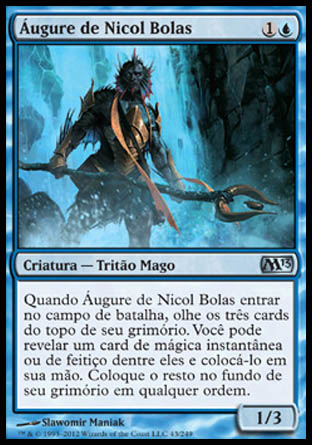 Áugure de Nicol Bolas 1
Criatura — Tritão Mago M13
Quando Áugure de Nicol Bolas entrar
no campo de batalha, olhe os três cards
do topo de seu grimório. Você pode
revelar um card de mágica instantânea
ou de feitiço dentre eles e colocá-lo em
sua mão. Coloque o resto no fundo de
seu grimório em qualquer ordem.
Slawomir Maniak
™ & © 1993–2012 Wizards of the Coast LLC 43/249
1/3